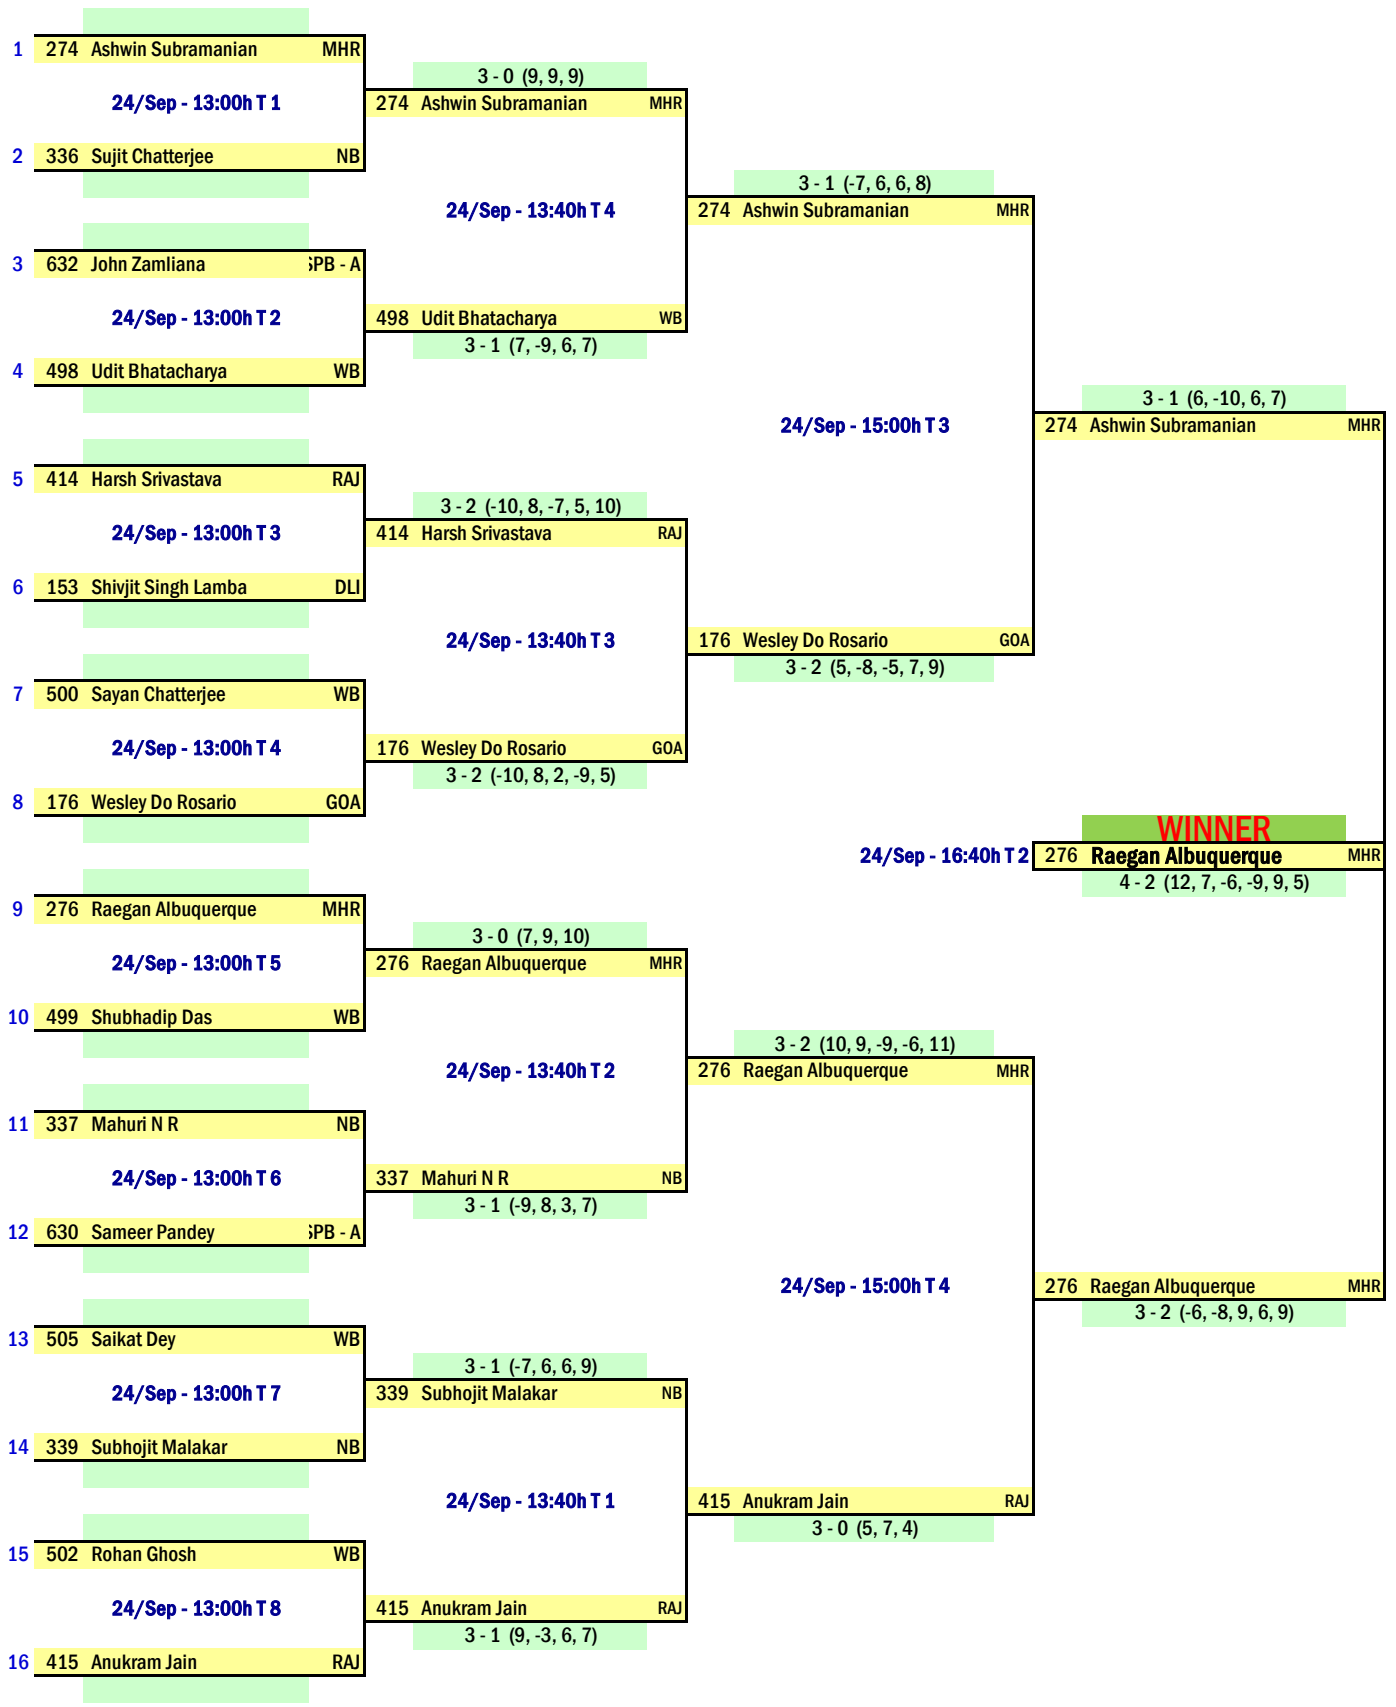 1 274 Ashwin Subramanian MHR
3 - 0 (9, 9, 9)
24/Sep - 13:00h T 1
274 Ashwin Subramanian MHR
2 336 Sujit Chatterjee NB
3 - 1 (-7, 6, 6, 8)
24/Sep - 13:40h T 4
274 Ashwin Subramanian MHR
3 632 John Zamliana SPB - A
24/Sep - 13:00h T 2
498 Udit Bhatacharya WB
3 - 1 (7, -9, 6, 7)
4 498 Udit Bhatacharya WB
3 - 1 (6, -10, 6, 7)
24/Sep - 15:00h T 3
274 Ashwin Subramanian MHR
5 414 Harsh Srivastava RAJ
3 - 2 (-10, 8, -7, 5, 10)
24/Sep - 13:00h T 3
414 Harsh Srivastava RAJ
6 153 Shivjit Singh Lamba DLI
24/Sep - 13:40h T 3
176 Wesley Do Rosario GOA
3 - 2 (5, -8, -5, 7, 9)
7 500 Sayan Chatterjee WB
24/Sep - 13:00h T 4
176 Wesley Do Rosario GOA
3 - 2 (-10, 8, 2, -9, 5)
8 176 Wesley Do Rosario GOA
WINNER
24/Sep - 16:40h T 2
276 Raegan Albuquerque MHR
4 - 2 (12, 7, -6, -9, 9, 5)
9 276 Raegan Albuquerque MHR
3 - 0 (7, 9, 10)
24/Sep - 13:00h T 5
276 Raegan Albuquerque MHR
10 499 Shubhadip Das WB
3 - 2 (10, 9, -9, -6, 11)
24/Sep - 13:40h T 2
276 Raegan Albuquerque MHR
11 337 Mahuri N R NB
24/Sep - 13:00h T 6
337 Mahuri N R NB
3 - 1 (-9, 8, 3, 7)
12 630 Sameer Pandey SPB - A
24/Sep - 15:00h T 4
276 Raegan Albuquerque MHR
3 - 2 (-6, -8, 9, 6, 9)
13 505 Saikat Dey WB
3 - 1 (-7, 6, 6, 9)
24/Sep - 13:00h T 7
339 Subhojit Malakar NB
14 339 Subhojit Malakar NB
24/Sep - 13:40h T 1
415 Anukram Jain RAJ
3 - 0 (5, 7, 4)
15 502 Rohan Ghosh WB
24/Sep - 13:00h T 8
415 Anukram Jain RAJ
3 - 1 (9, -3, 6, 7)
16 415 Anukram Jain RAJ